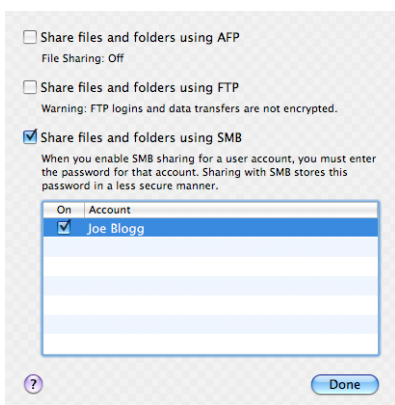 Share files and folders using AFP
File Sharing: Off
Share files and folders using FTP
Warning: FTP logins and data transfers are not encrypted.
Share files and folders using SMB
When you enable SMB sharing for a user account, you must enter
the password for that account. Sharing with SMB stores this
password in a less secure manner.
On Account
Joe Blogg
? Done